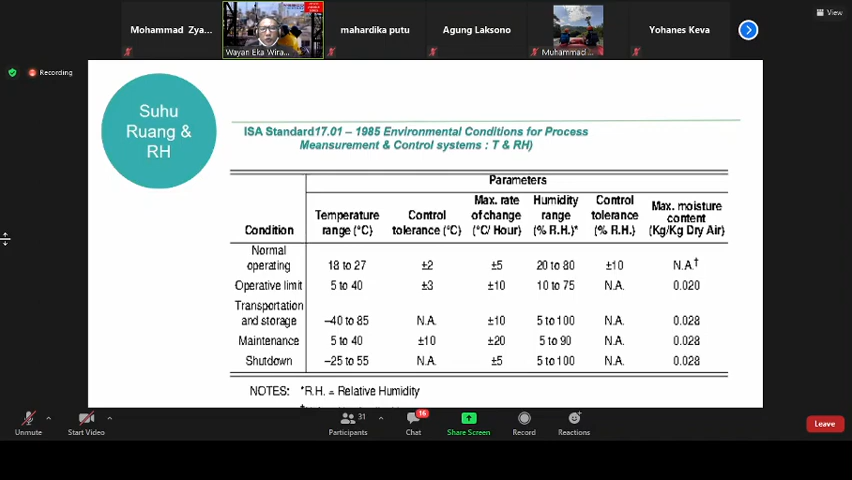 View
Mohammad Zya...
Wayan Eka Wira...
mahardika putu
Agung Laksono
Muhammad ...
Yohanes Keva
Recording
Suhu
Ruang &
RH
ISA Standard17.01 – 1985 Environmental Conditions for Process
Meansurement & Control systems : T & RH)
Parameters
Condition
Temperature
range (°C)
Control
tolerance (°C)
Max. rate
of change
(°C/ Hour)
Humidity
range
(% R.H.)*
Control
tolerance
(% R.H.)
Max. moisture
content
(Kg/Kg Dry Air)
Normal
operating 18 to 27 ±2 ±5 20 to 80 ±10 N.A.†
Operative limit 5 to 40 ±3 ±10 10 to 75 N.A. 0.020
Transportation
and storage –40 to 85 N.A. ±10 5 to 100 N.A. 0.028
Maintenance 5 to 40 ±10 ±20 5 to 90 N.A. 0.028
Shutdown –25 to 55 N.A. ±5 5 to 100 N.A. 0.028
NOTES: *R.H. = Relative Humidity
Unmute
Start Video
Participants 31
Chat 16
Share Screen
Record
Reactions
Leave